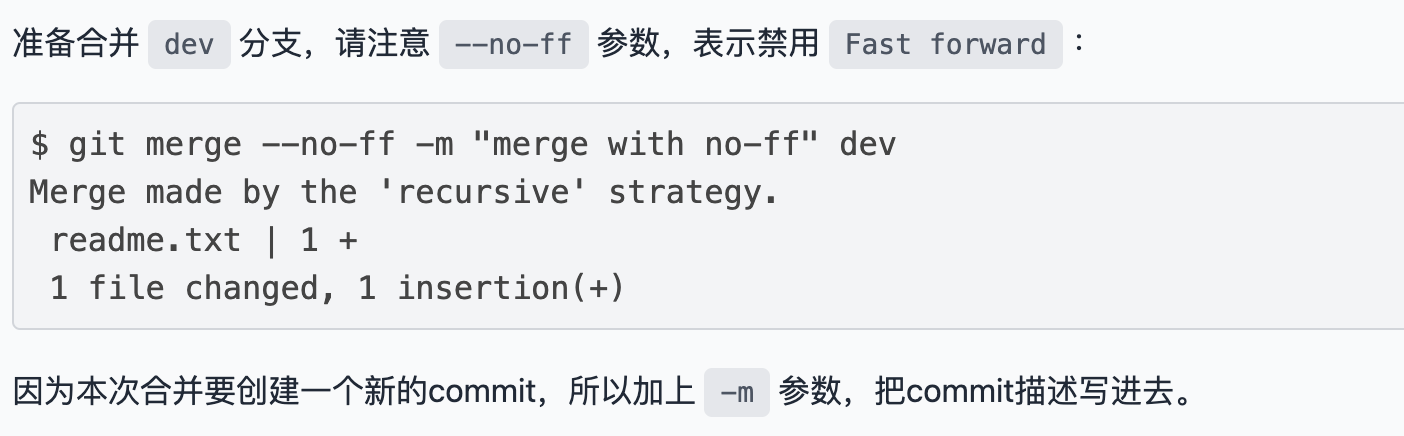 准备合并 dev 分支，请注意 --no-ff 参数，表示禁用 Fast forward：
$ git merge --no-ff -m "merge with no-ff" dev
Merge made by the 'recursive' strategy.
 readme.txt | 1 +
 1 file changed, 1 insertion(+)
因为本次合并要创建一个新的commit，所以加上 -m 参数，把commit描述写进去。